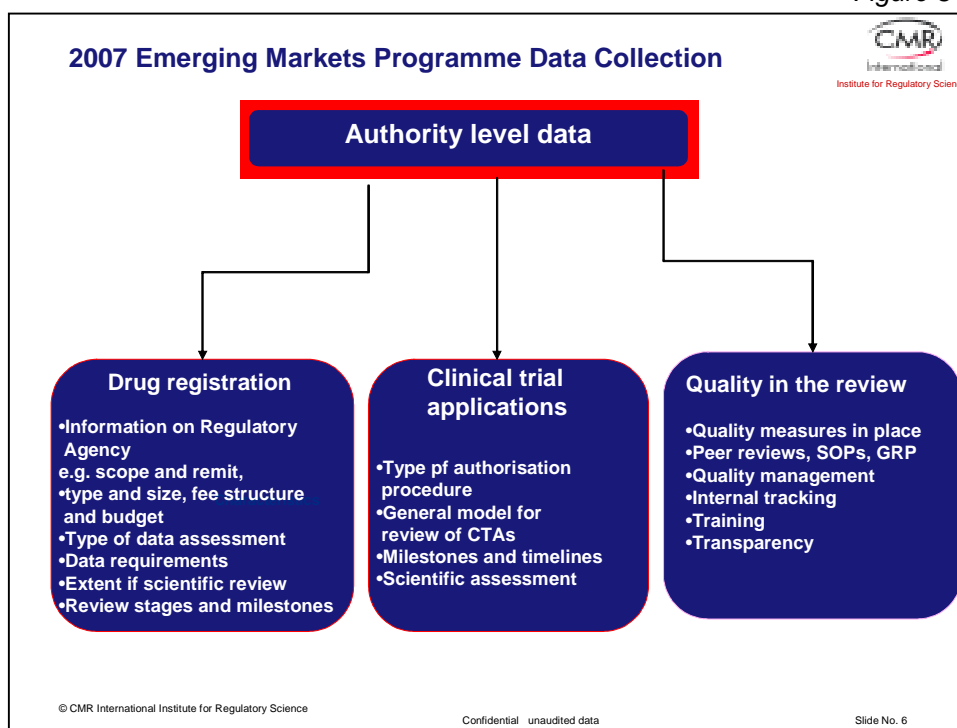 Figure
2007 Emerging Markets Programme Data Collection
CMR
International
Institute for Regulatory Scien
Authority level data
Drug registration
•Information on Regulatory
Agency
e.g. scope and remit,
•type and size, fee structure
and budget
•Type of data assessment
•Data requirements
•Extent if scientific review
•Review stages and milestones
Clinical trial
applications
•Type pf authorisation
procedure
•General model for
review of CTAs
•Milestones and timelines
•Scientific assessment
Quality in the review
•Quality measures in place
•Peer reviews, SOPs, GRP
•Quality management
•Internal tracking
•Training
•Transparency
© CMR International Institute for Regulatory Science
Confidential unaudited data
Slide No. 6